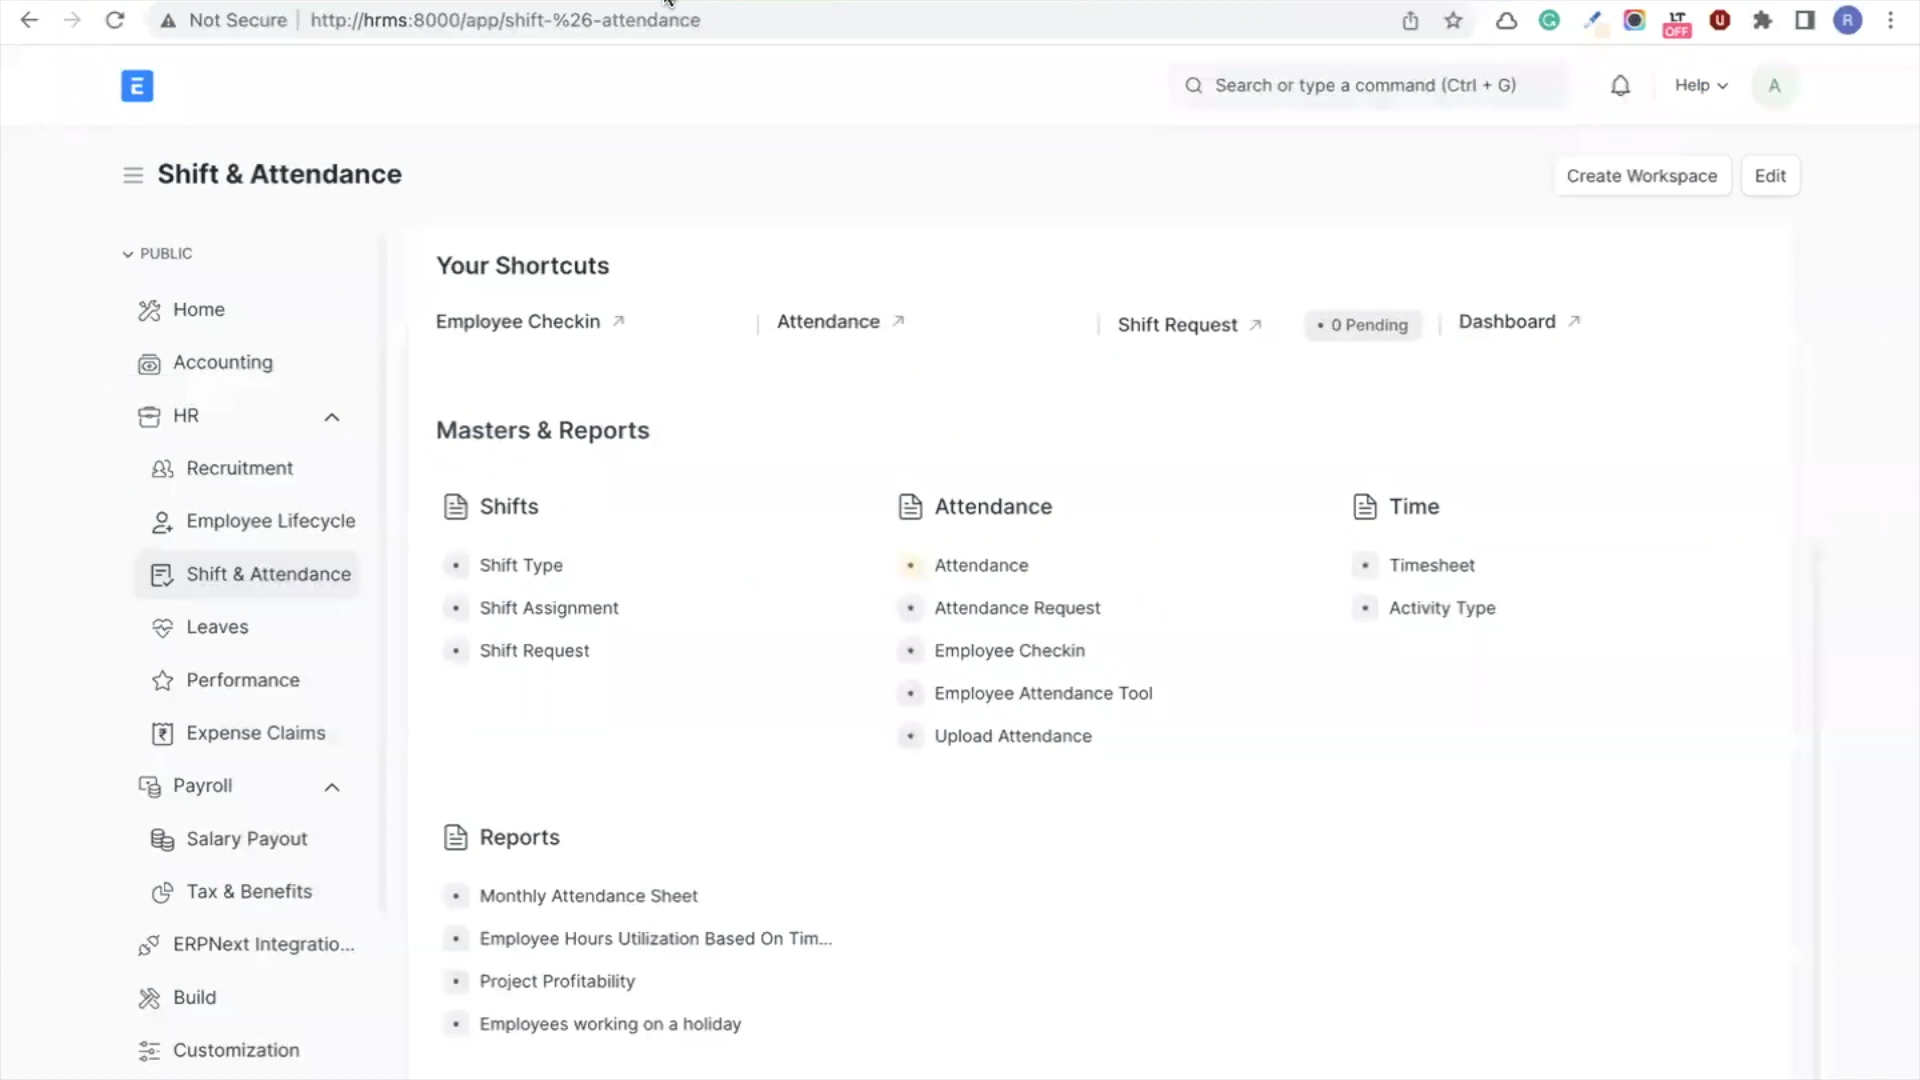 Not Secure | http://hrms:8000/app/shift-%26-attendance
LT
OFF
U
R
E
Search or type a command (Ctrl + G)
Help
A
Shift & Attendance
Create Workspace
Edit
PUBLIC
Home
Accounting
HR
Recruitment
Employee Lifecycle
Shift & Attendance
Leaves
Performance
Expense Claims
Payroll
Salary Payout
Tax & Benefits
ERPNext Integratio...
Build
Customization
Your Shortcuts
Employee Checkin
Attendance
Shift Request
• 0 Pending
Dashboard
Masters & Reports
Shifts
Shift Type
Shift Assignment
Shift Request
Attendance
Attendance
Attendance Request
Employee Checkin
Employee Attendance Tool
Upload Attendance
Time
Timesheet
Activity Type
Reports
Monthly Attendance Sheet
Employee Hours Utilization Based On Tim...
Project Profitability
Employees working on a holiday